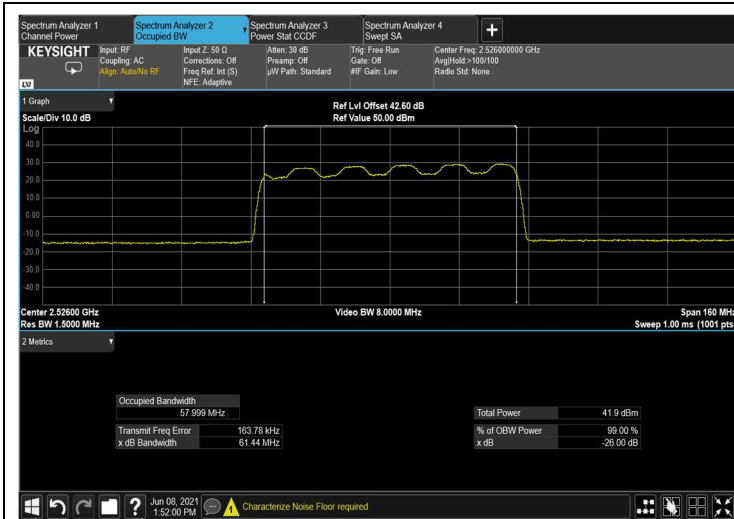 Spectrum Analyzer 1
Channel Power
Spectrum Analyzer 2
Occupied BW
Spectrum Analyzer 3
Power Stat CCDF
Spectrum Analyzer 4
Swept SA
KEYSIGHT
LXI
Input: RF
Coupling: AC
Align: Auto/No RF
Input Z: 50 Ω
Corrections: Off
Freq Ref: Int (S)
NFE: Adaptive
Atten: 30 dB
Preamp: Off
µW Path: Standard
Trig: Free Run
Gate: Off
#IF Gain: Low
Center Freq: 2.526000000 GHz
Avg|Hold:>100/100
Radio Std: None
1 Graph
Scale/Div 10.0 dB
Ref Lvl Offset 42.60 dB
Ref Value 50.00 dBm
Log
40.0
30.0
20.0
10.0
0.00
-10.0
-20.0
-30.0
-40.0
Center 2.52600 GHz
Res BW 1.5000 MHz
Video BW 8.0000 MHz
Span 160 MHz
Sweep 1.00 ms (1001 pts)
2 Metrics
Occupied Bandwidth
57.999 MHz
Transmit Freq Error 163.78 kHz
x dB Bandwidth 61.44 MHz
Total Power 41.9 dBm
% of OBW Power 99.00 %
x dB -26.00 dB
Jun 08, 2021
1:52:00 PM
Characterize Noise Floor required